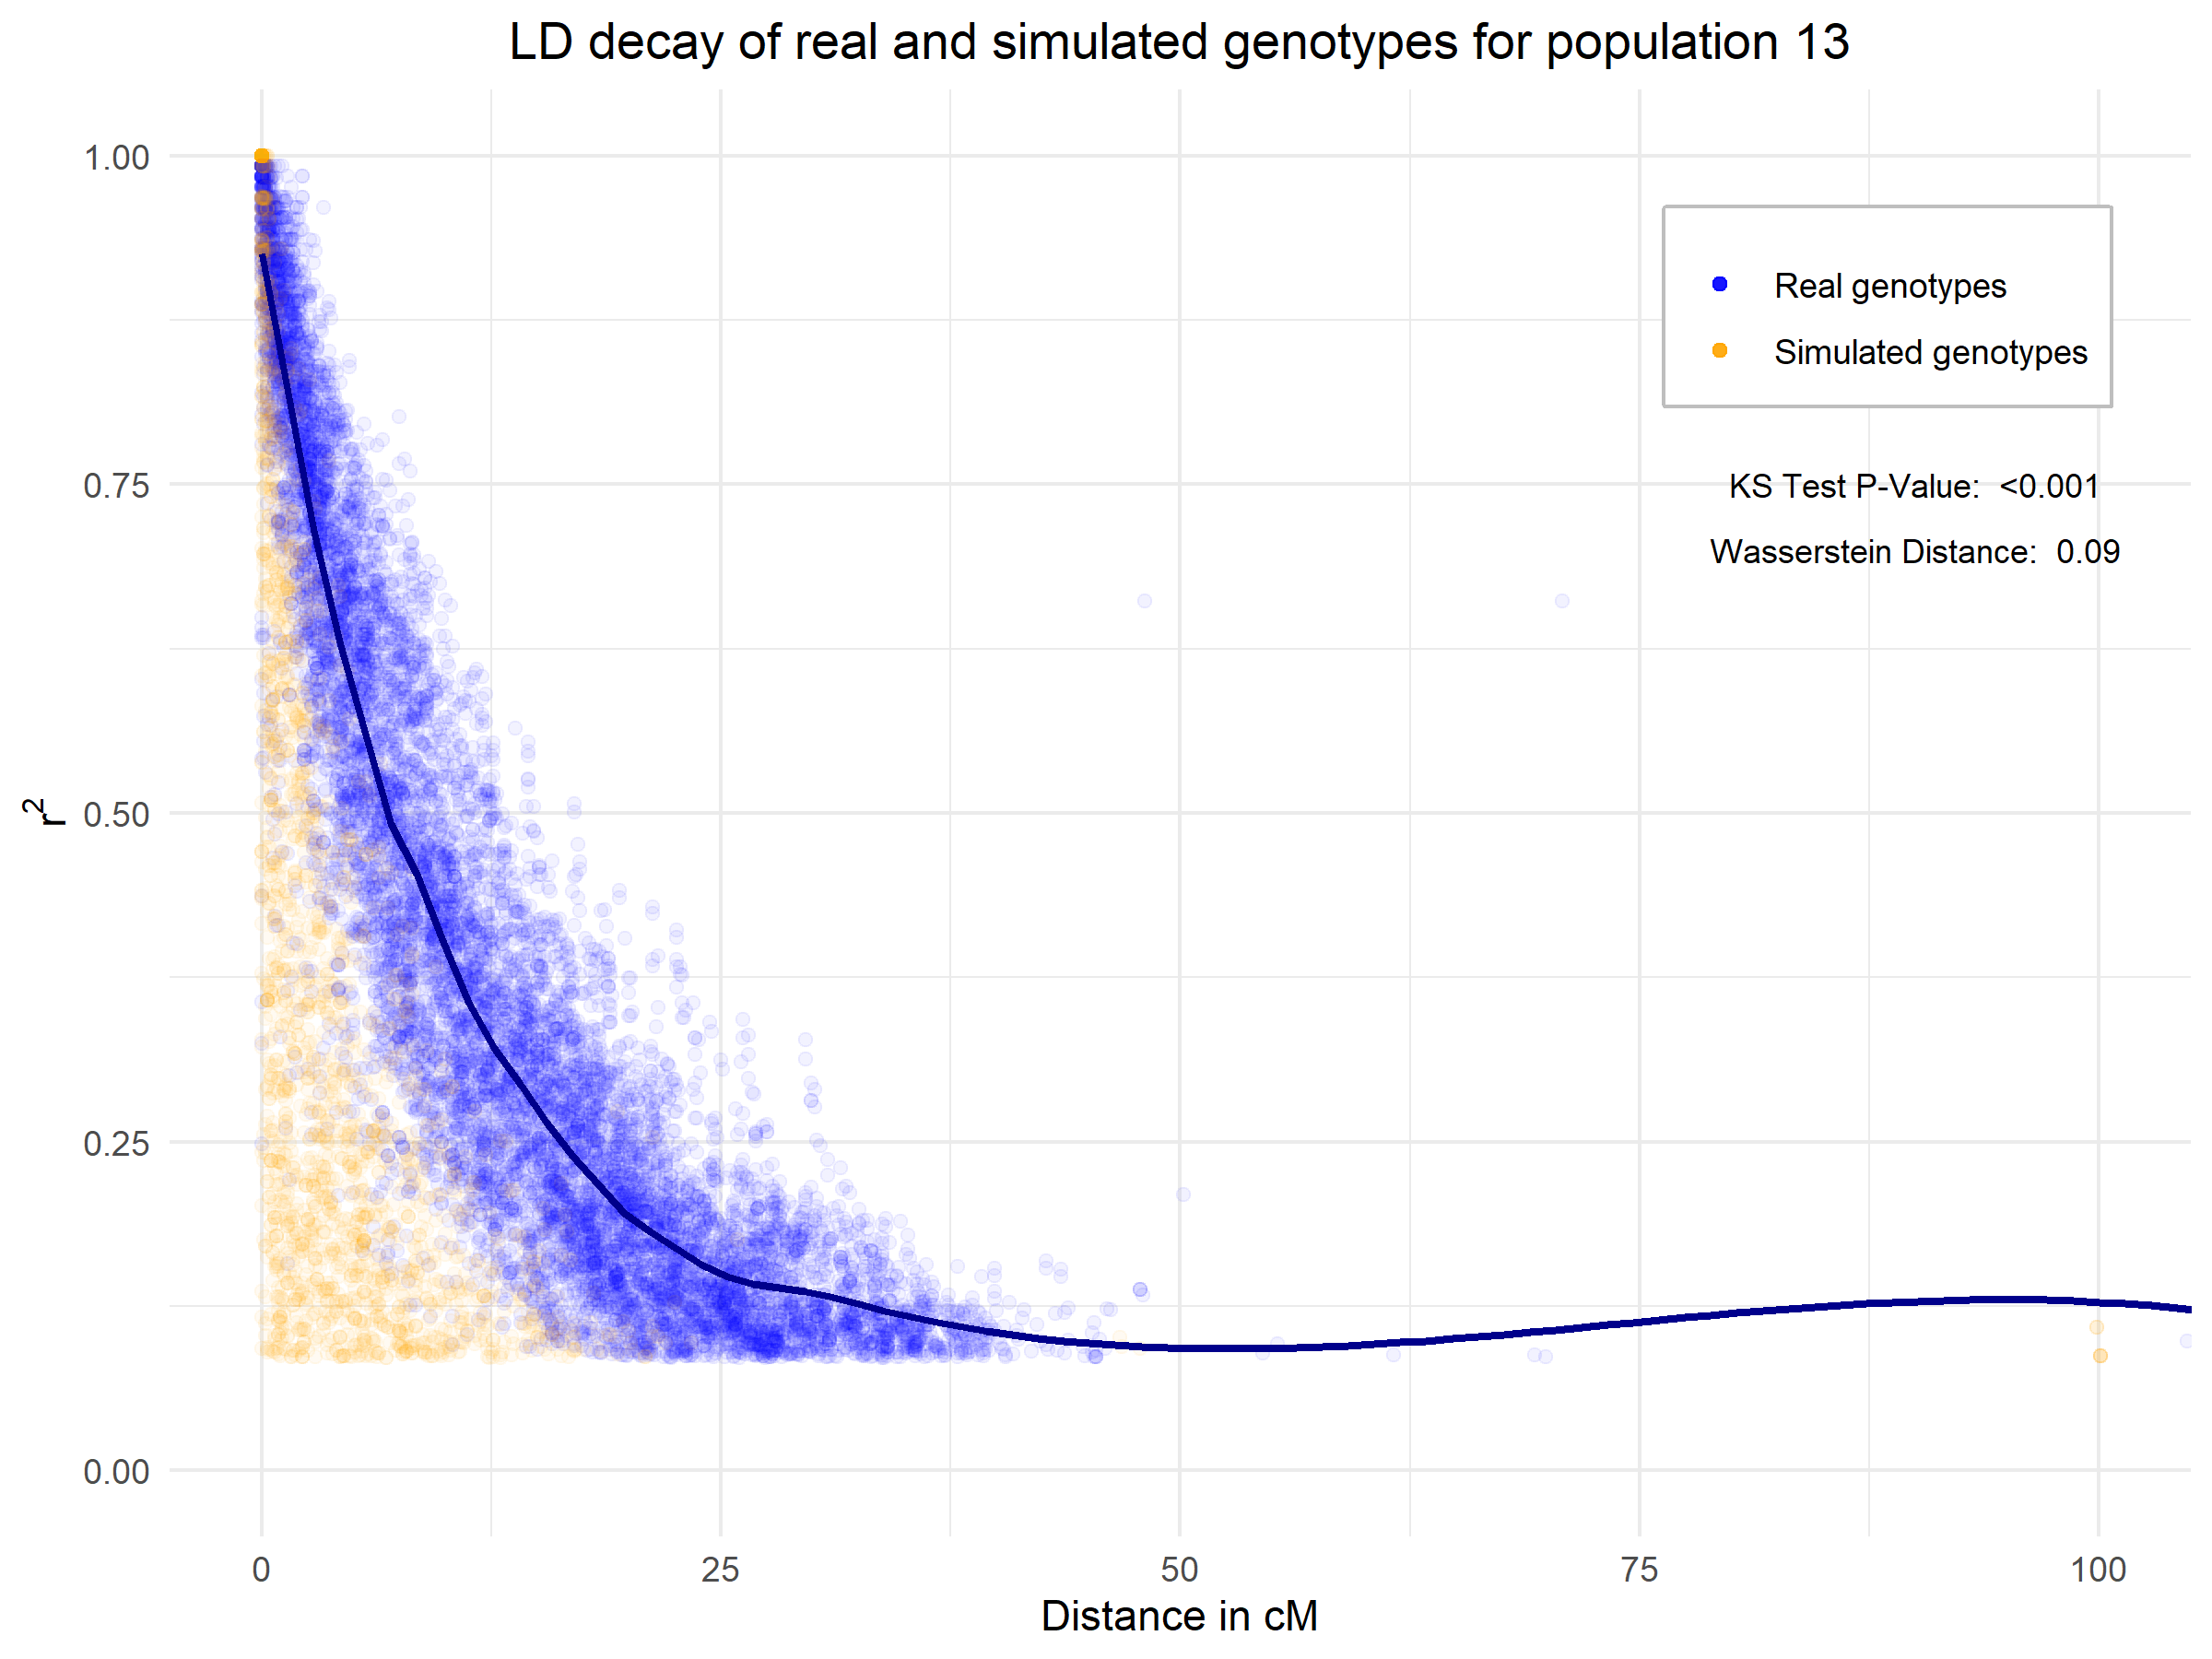 LD decay of real and simulated genotypes for population 13
1.00
0.75
0.50
0.25
0.00
r²
Real genotypes
Simulated genotypes
KS Test P-Value: <0.001
Wasserstein Distance: 0.09
0 25 50 75 100
Distance in cM